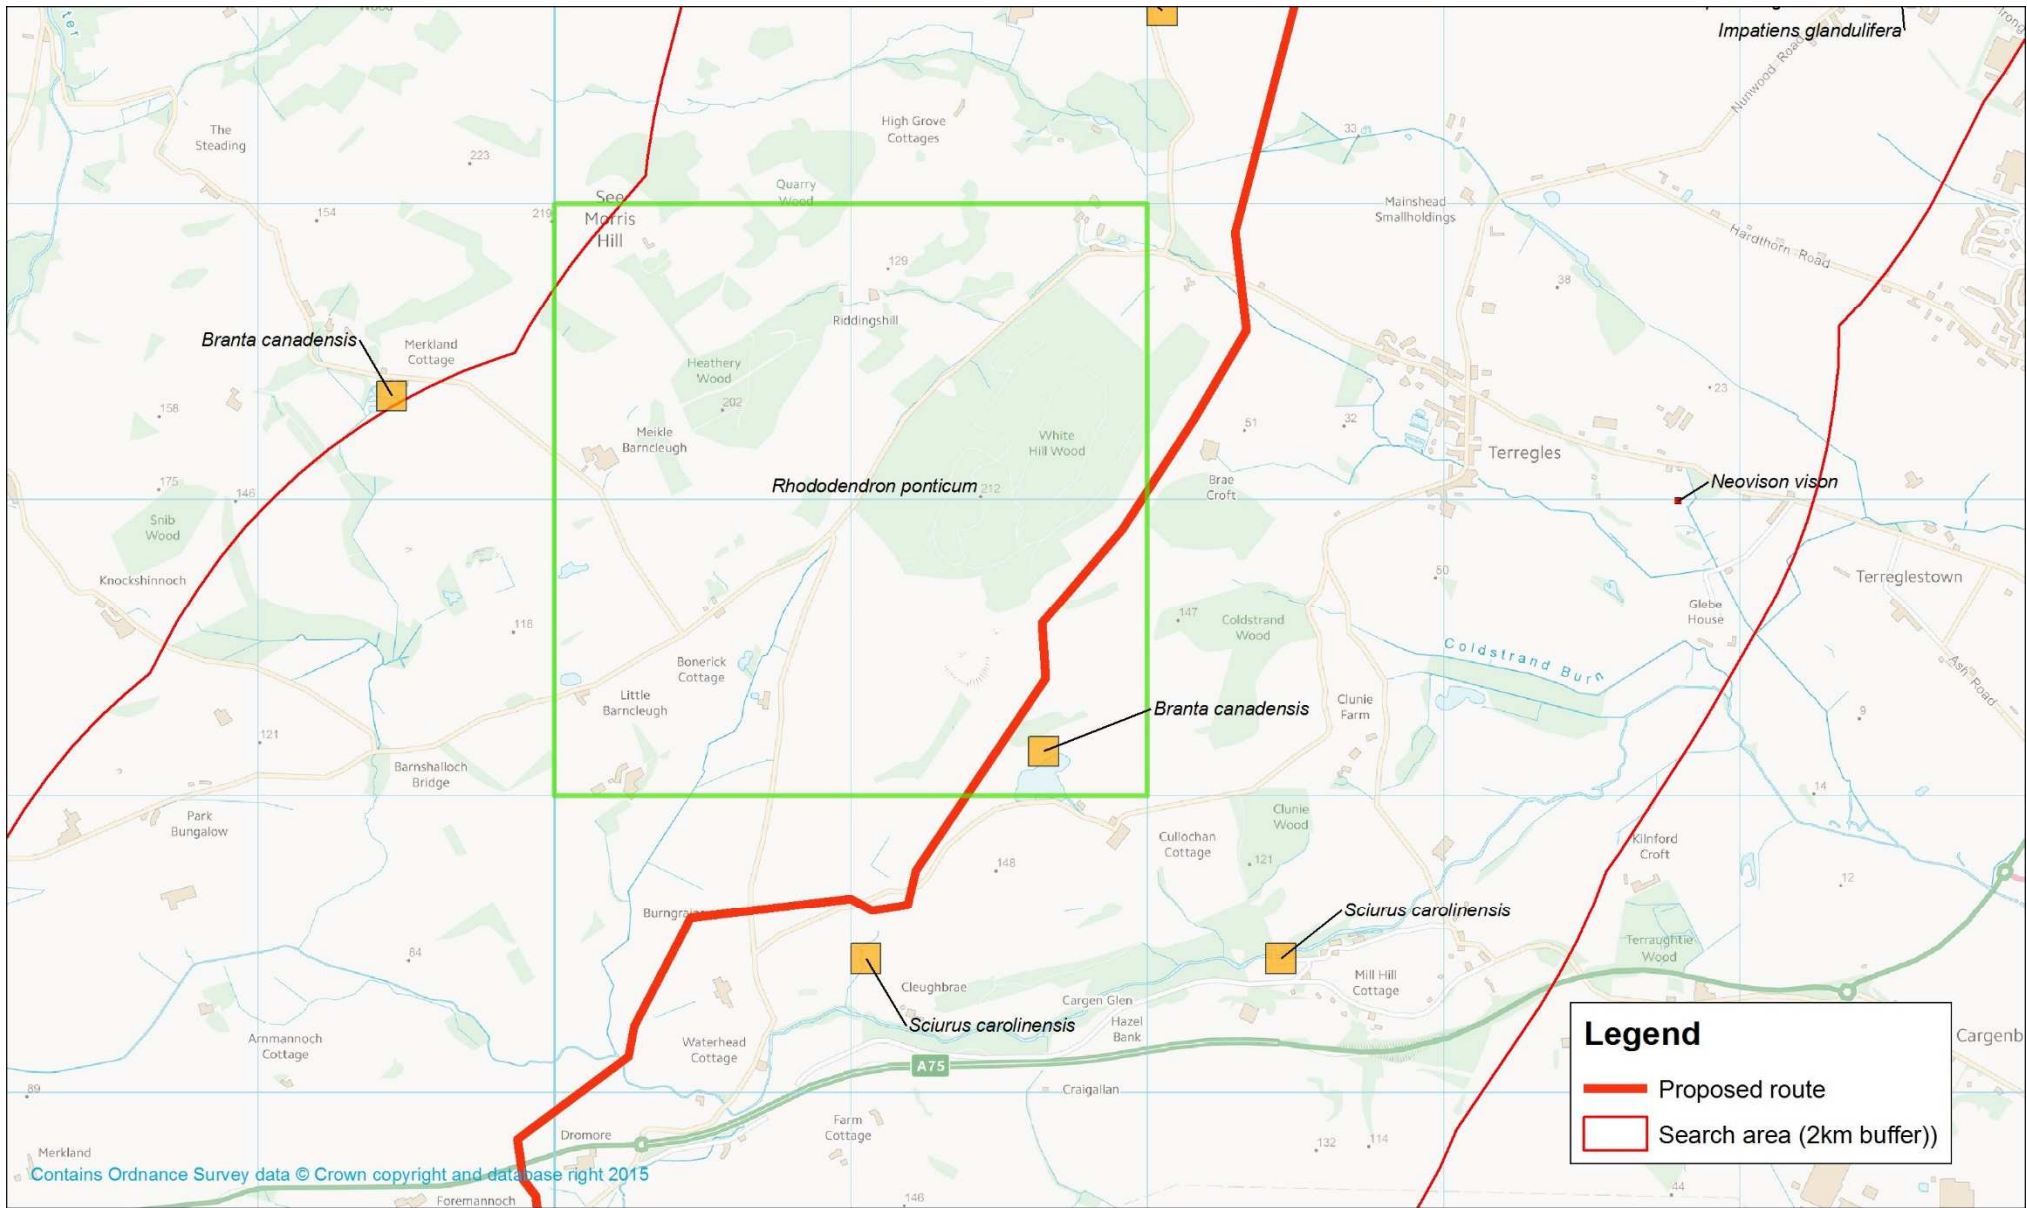 Wood
Impatiens glandulifera
Nunwood Road
The
Steading
223
High Grove
Cottages
33
See
Morris
Hill
Quarry
Wood
154
219
Mainshead
Smallholdings
Hardthorn Road
129
38
Riddingshill
Branta canadensis
Merkland
Cottage
Heathery
Wood
202
23
158
Meikle
Barncleugh
White
Hill Wood
51
32
Terregles
175
146
Rhododendron ponticum
212
Brae
Croft
Neovison vison
Snib
Wood
Knockshinnoch
50
Terreglestown
118
147
Coldstrand
Wood
Glebe
House
Coldstrand Burn
Bonerick
Cottage
Little
Barncleugh
Ash Road
Clunie
Farm
Branta canadensis
9
121
Barnshalloch
Bridge
14
Park
Bungalow
Clunie
Wood
Cullochan
Cottage
121
Kilnford
Croft
148
12
Burngrains
Sciurus carolinensis
84
Terraughtie
Wood
Cleughbrae
Mill Hill
Cottage
Cargen Glen
Hazel
Bank
Sciurus carolinensis
Arnmannoch
Cottage
Waterhead
Cottage
A75
Cargenb
89
Craigallan
Farm
Cottage
Dromore
132
114
Merkland
Contains Ordnance Survey data © Crown copyright and database right 2015
Foremannoch
146
44
Legend
Proposed route
Search area (2km buffer))